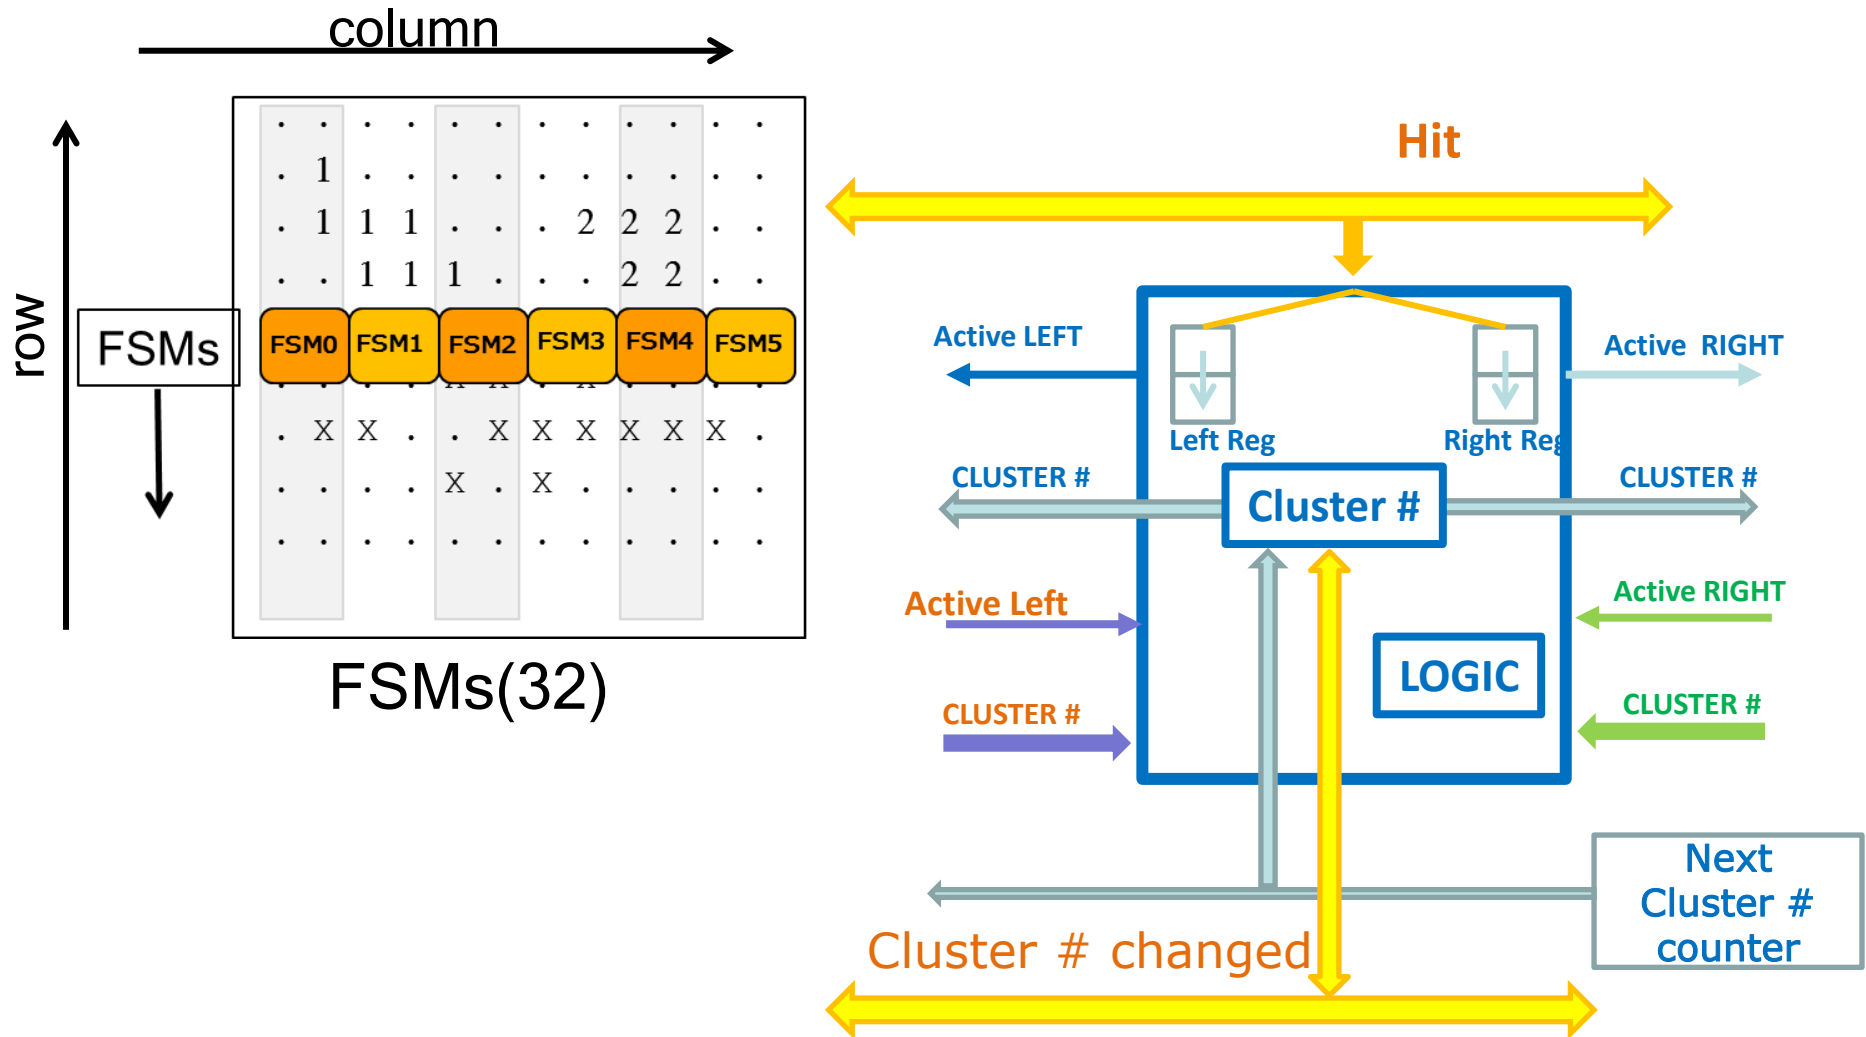 column
row
. . . . . . . . . . . .
. 1 . . . . . . . . . .
. 1 1 1 . . . 2 2 2 . .
. . 1 1 1 . . . 2 2 . .
FSMs
FSM0 FSM1 FSM2 FSM3 FSM4 FSM5
. . . . X X . X . . . .
. X X . . X X X X X X .
. . . . X . X . . . . .
. . . . . . . . . . . .
FSMs(32)
Hit
Active LEFT
Active RIGHT
Left Reg
Right Reg
CLUSTER #
Cluster #
CLUSTER #
Active Left
Active RIGHT
LOGIC
CLUSTER #
CLUSTER #
Next
Cluster #
counter
Cluster # changed